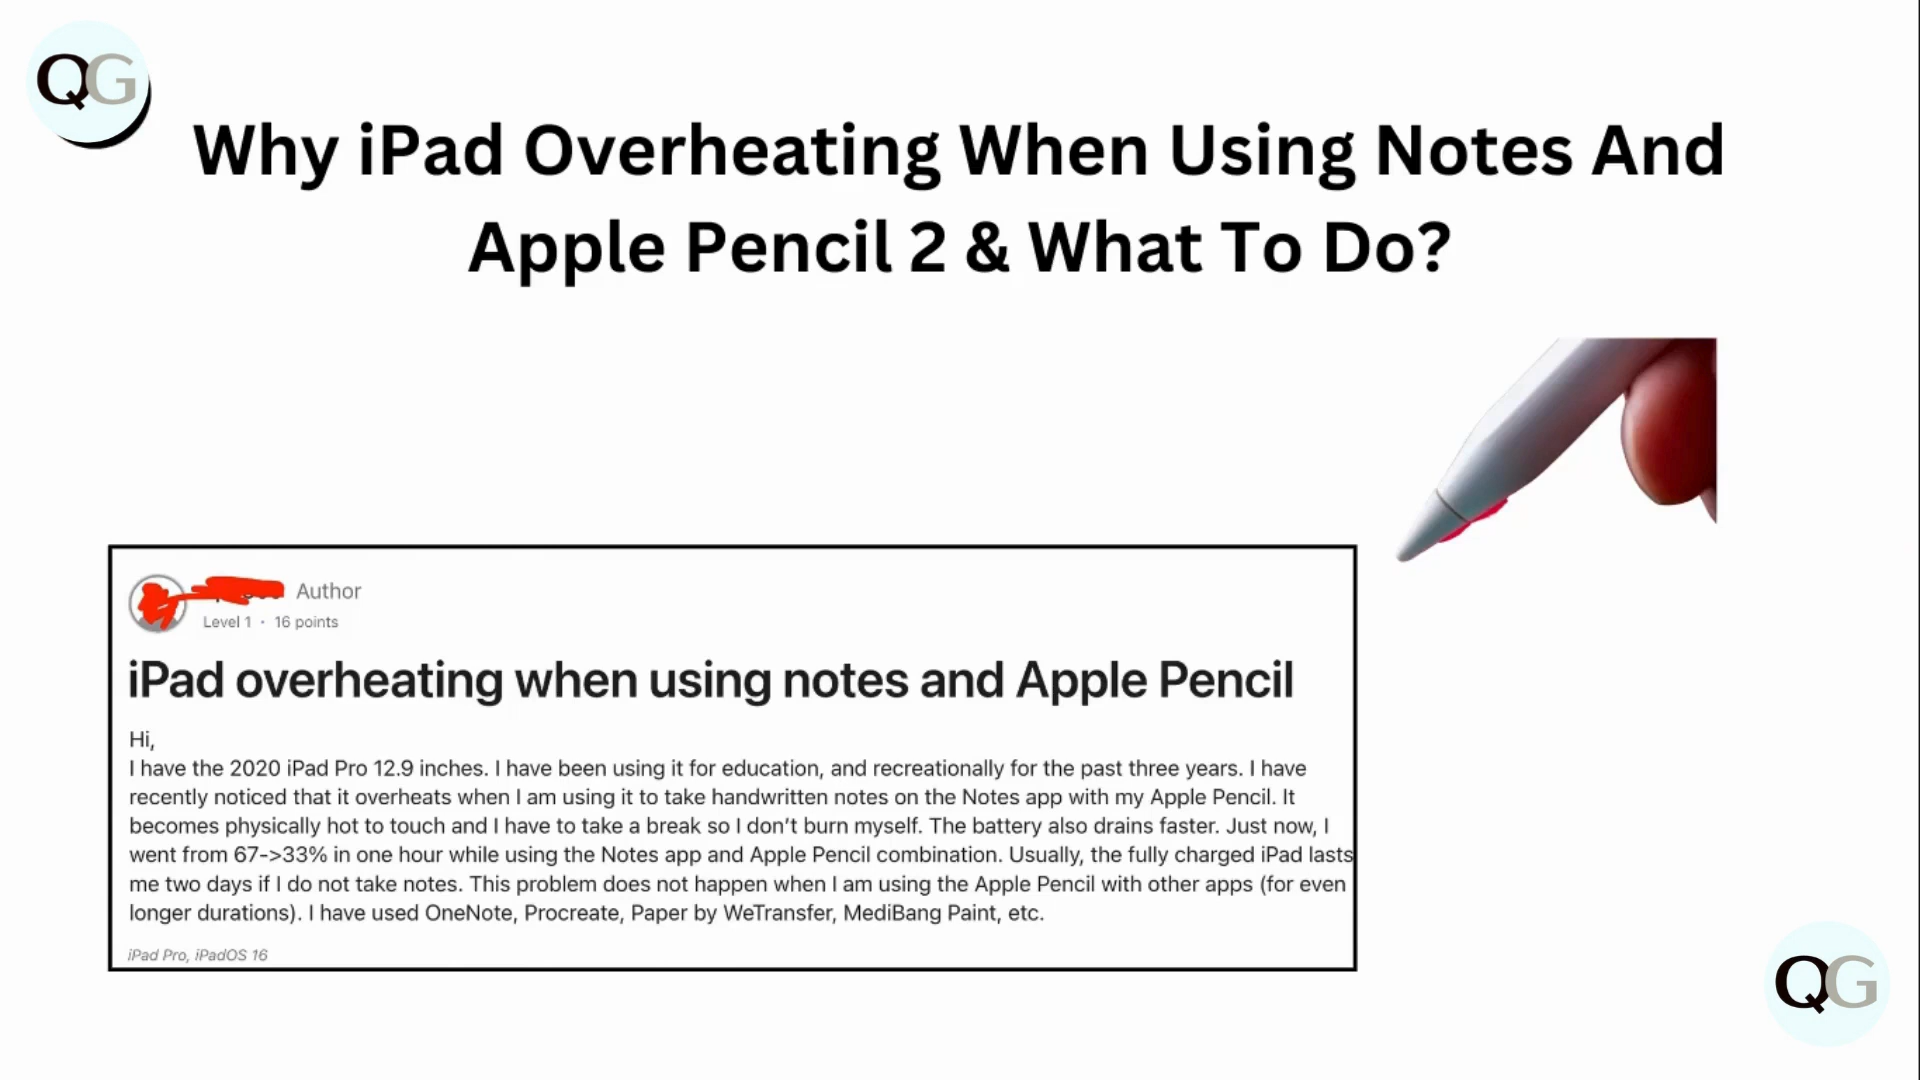 QG
Why iPad Overheating When Using Notes And
Apple Pencil 2 & What To Do?
Author
Level 1 · 16 points
iPad overheating when using notes and Apple Pencil
Hi,
I have the 2020 iPad Pro 12.9 inches. I have been using it for education, and recreationally for the past three years. I have
recently noticed that it overheats when I am using it to take handwritten notes on the Notes app with my Apple Pencil. It
becomes physically hot to touch and I have to take a break so I don’t burn myself. The battery also drains faster. Just now, I
went from 67->33% in one hour while using the Notes app and Apple Pencil combination. Usually, the fully charged iPad lasts
me two days if I do not take notes. This problem does not happen when I am using the Apple Pencil with other apps (for even
longer durations). I have used OneNote, Procreate, Paper by WeTransfer, MediBang Paint, etc.
iPad Pro, iPadOS 16
QG